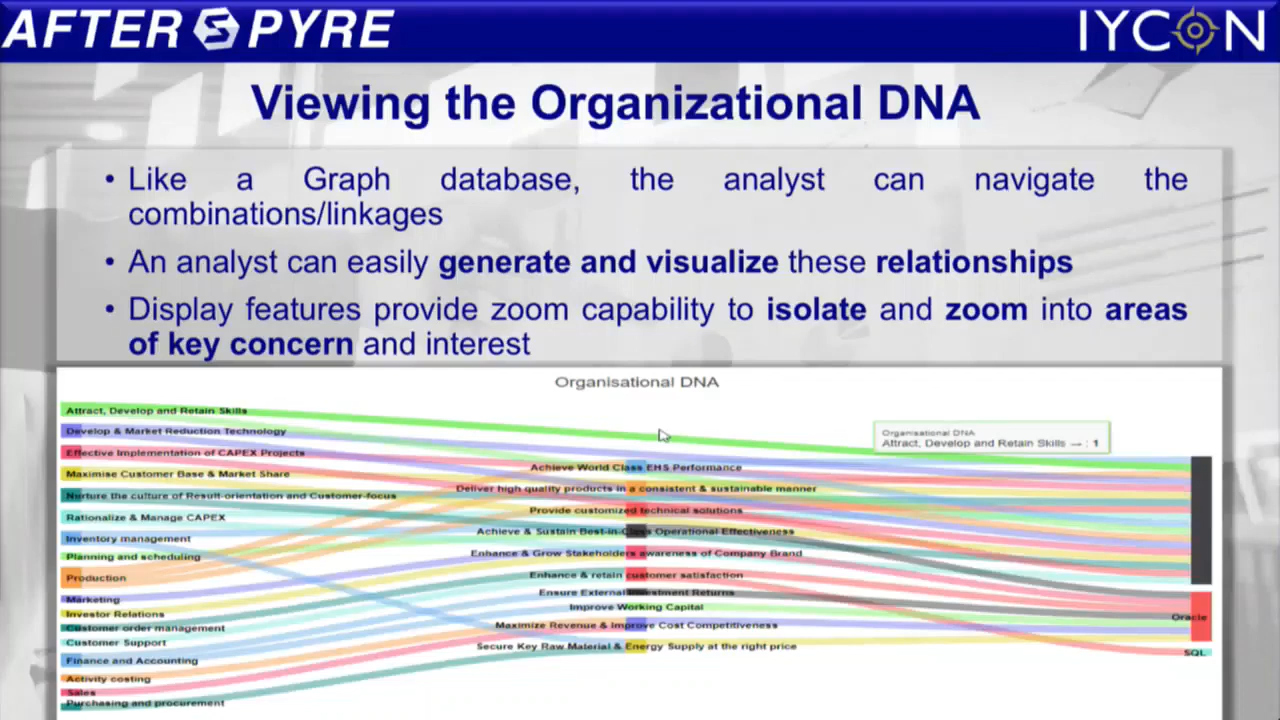 AFTER SPYRE
IYCON
Viewing the Organizational DNA
• Like a Graph database, the analyst can navigate the
combinations/linkages
• An analyst can easily generate and visualize these relationships
• Display features provide zoom capability to isolate and zoom into areas
of key concern and interest
Organisational DNA
Attract, Develop and Retain Skills
Develop & Market Reduction Technology
Effective Implementation of CAPEX Projects
Maximise Customer Base & Market Share
Nurture the culture of Result-orientation and Customer-focus
Rationalize & Manage CAPEX
Inventory management
Planning and scheduling
Production
Marketing
Investor Relations
Customer order management
Customer Support
Finance and Accounting
Activity costing
Sales
Purchasing and procurement
Achieve World Class EHS Performance
Deliver high quality products in a consistent & sustainable manner
Provide customized technical solutions
Achieve & Sustain Best-in-Class Operational Effectiveness
Enhance & Grow Stakeholders awareness of Company Brand
Enhance & retain customer satisfaction
Ensure External Investment Returns
Improve Working Capital
Maximize Revenue & Improve Cost Competitiveness
Secure Key Raw Material & Energy Supply at the right price
Organisational DNA
Attract, Develop and Retain Skills → : 1
Oracle
SQL